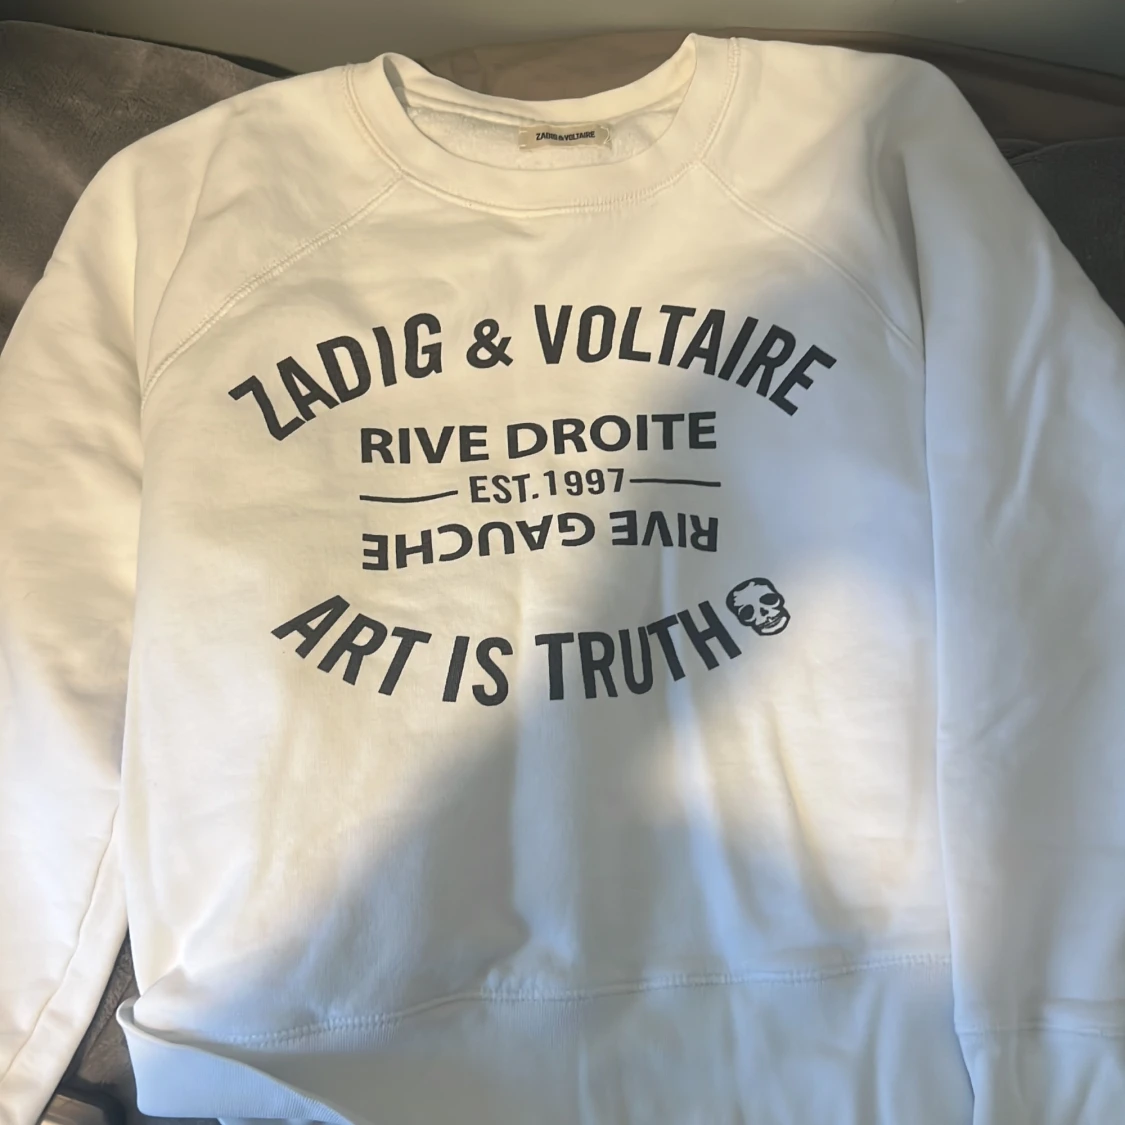 ZADIG & VOLTAIRE
ZADIG & VOLTAIRE
RIVE DROITE
EST. 1997
RIVE GAUCHE
ART IS TRUTH